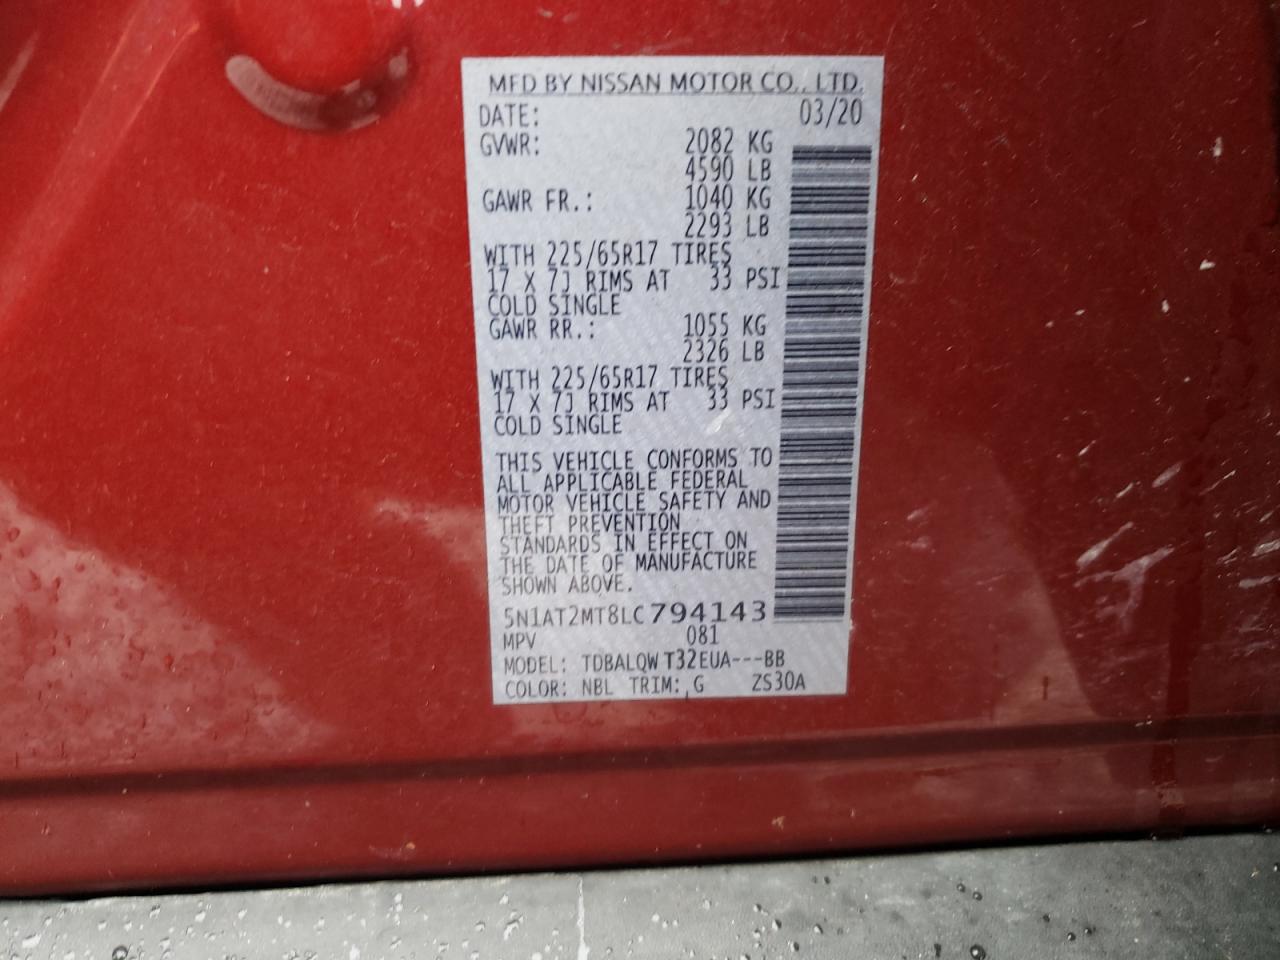 MFD BY NISSAN MOTOR CO., LTD.
DATE: 03/20
GVWR: 2082 KG
4590 LB
GAWR FR.: 1040 KG
2293 LB
WITH 225/65R17 TIRES
17 X 7J RIMS AT 33 PSI
COLD SINGLE
GAWR RR.: 1055 KG
2326 LB
WITH 225/65R17 TIRES
17 X 7J RIMS AT 33 PSI
COLD SINGLE
THIS VEHICLE CONFORMS TO
ALL APPLICABLE FEDERAL
MOTOR VEHICLE SAFETY AND
THEFT PREVENTION
STANDARDS IN EFFECT ON
THE DATE OF MANUFACTURE
SHOWN ABOVE.
5N1AT2MT8LC794143
MPV 081
MODEL: TDBALQWT32EUA---BB
COLOR: NBL TRIM: G ZS30A